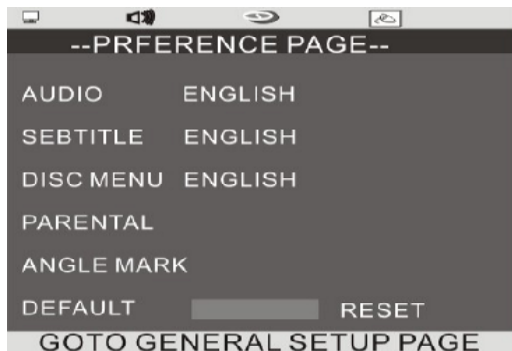 --PRFERENCE PAGE--
AUDIO ENGLISH
SEBTITLE ENGLISH
DISC MENU ENGLISH
PARENTAL
ANGLE MARK
DEFAULT RESET
GOTO GENERAL SETUP PAGE